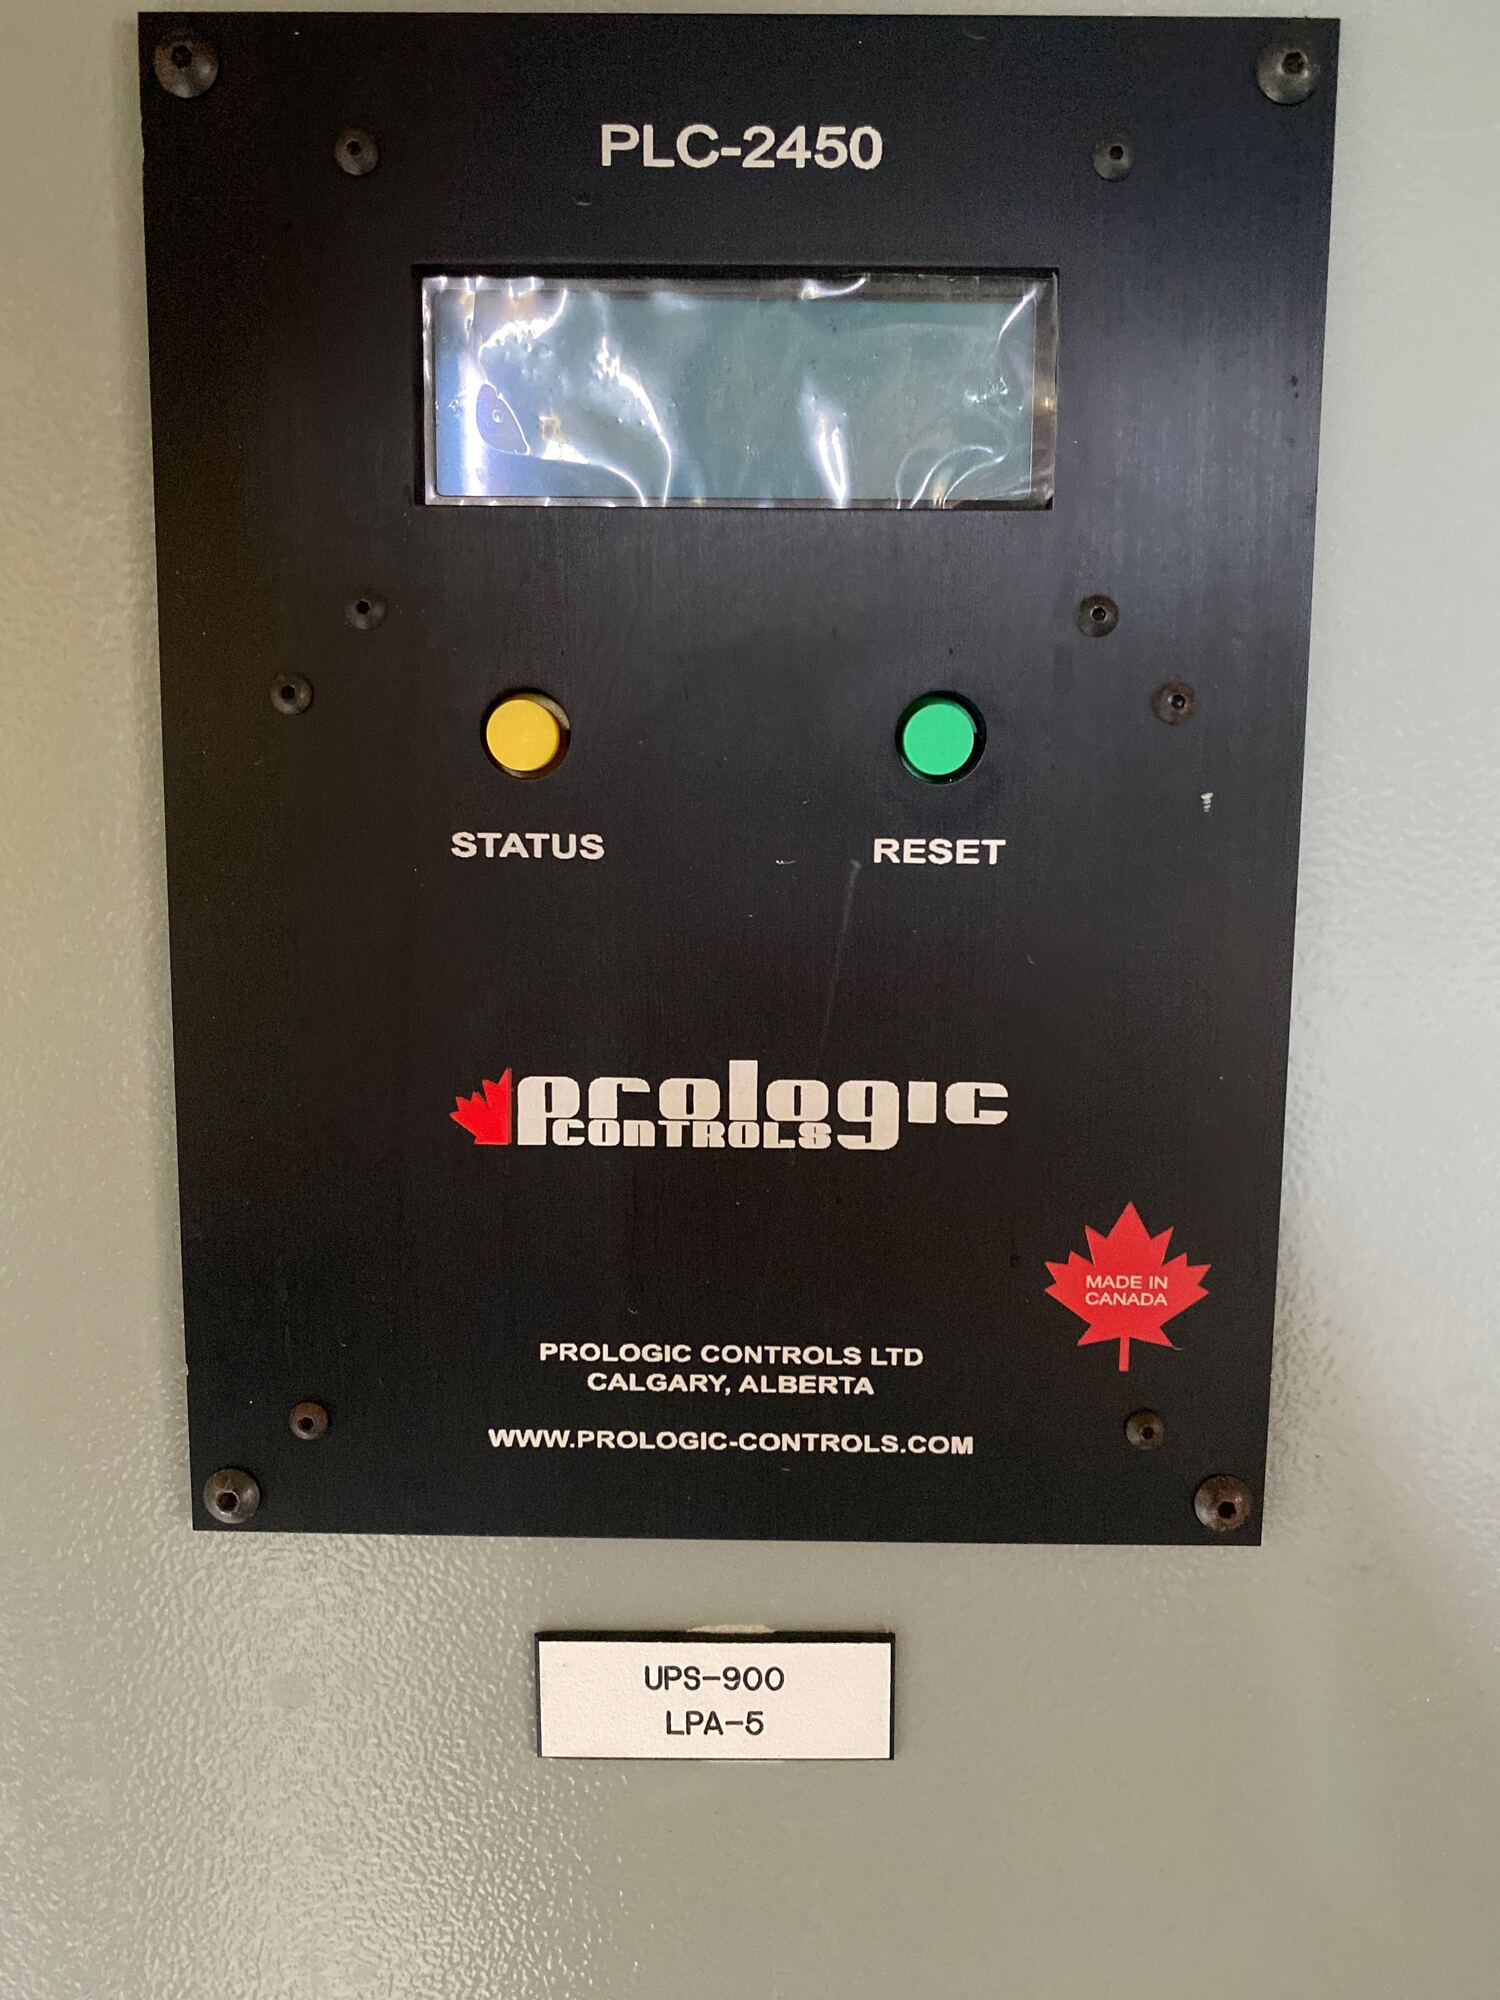 PLC-2450
STATUS
RESET
prologic
CONTROLS
MADE IN
CANADA
PROLOGIC CONTROLS LTD
CALGARY, ALBERTA
WWW.PROLOGIC-CONTROLS.COM
UPS-900
LPA-5